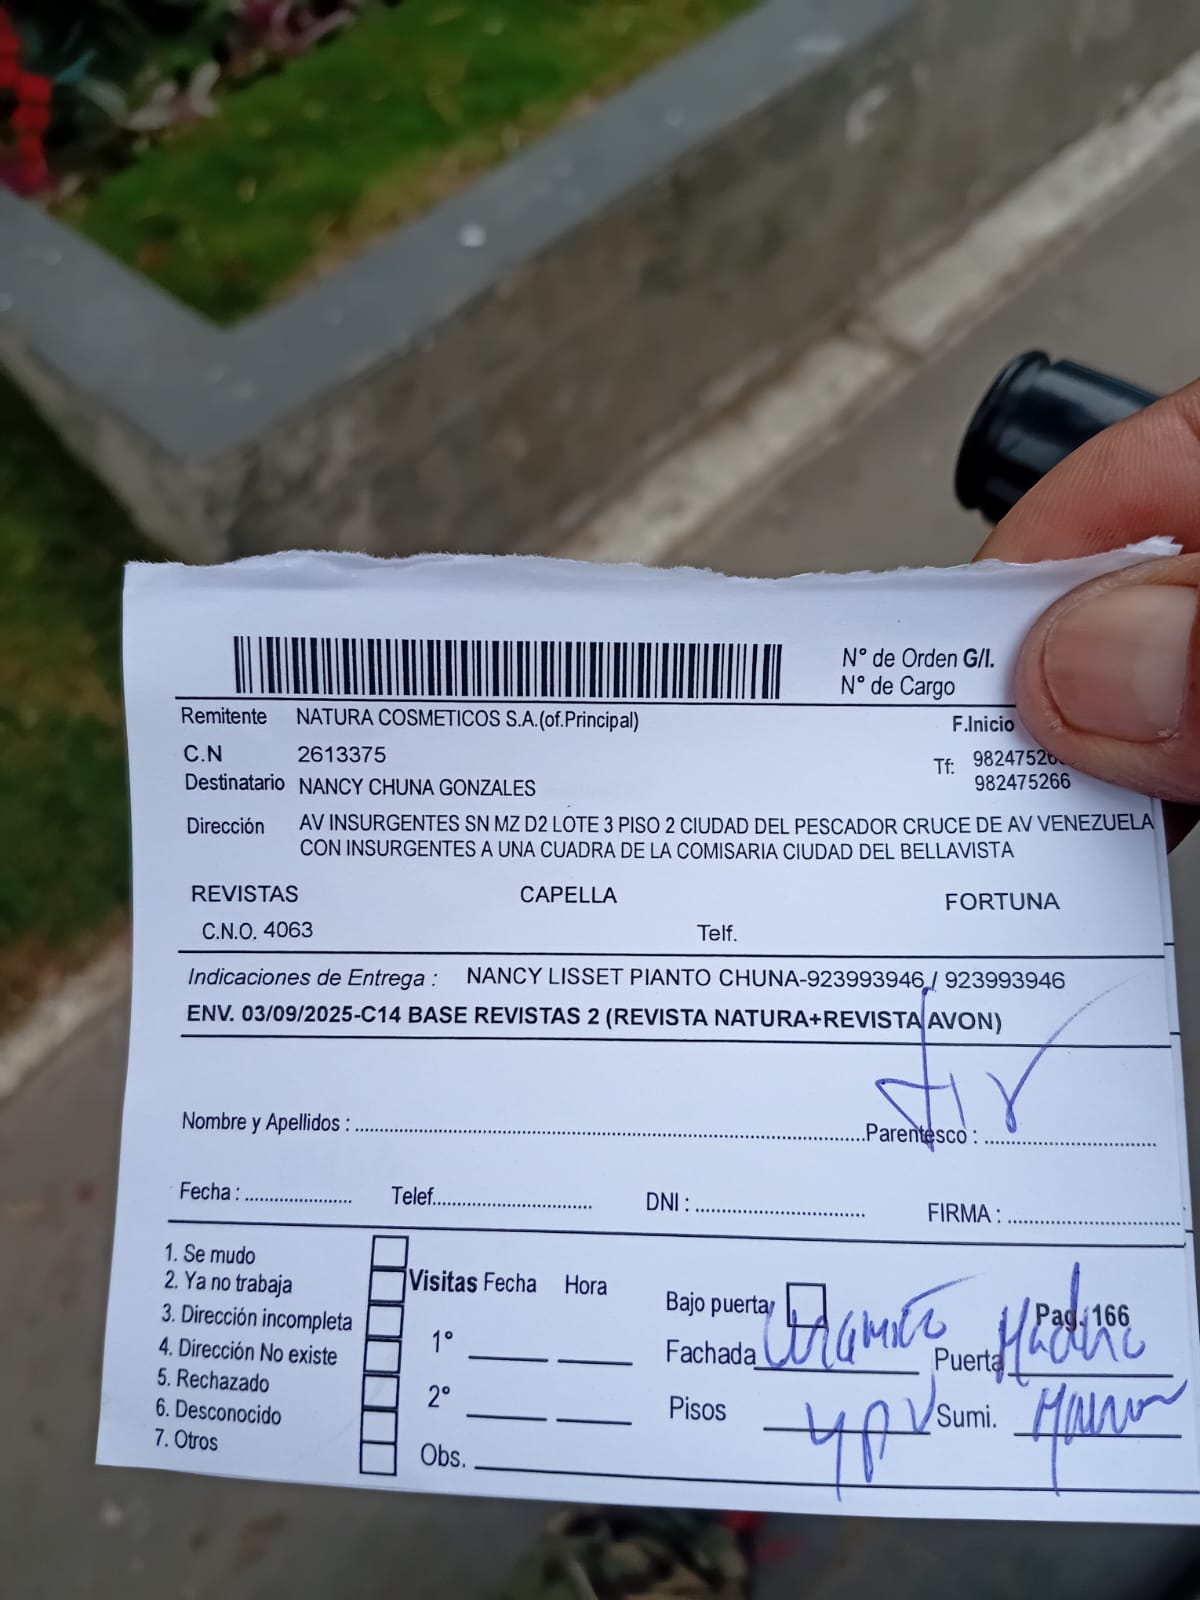 N° de Orden G/I.
N° de Cargo
Remitente NATURA COSMETICOS S.A.(of.Principal) F.Inicio
C.N 2613375 Tf: 98247526
Destinatario NANCY CHUNA GONZALES 982475266
Dirección AV INSURGENTES SN MZ D2 LOTE 3 PISO 2 CIUDAD DEL PESCADOR CRUCE DE AV VENEZUELA
CON INSURGENTES A UNA CUADRA DE LA COMISARIA CIUDAD DEL BELLAVISTA
REVISTAS CAPELLA FORTUNA
C.N.O. 4063 Telf.
Indicaciones de Entrega : NANCY LISSET PIANTO CHUNA-923993946 / 923993946
ENV. 03/09/2025-C14 BASE REVISTAS 2 (REVISTA NATURA+REVISTA AVON)
Nombre y Apellidos : Parentesco :
Fecha : Telef. DNI : FIRMA :
1. Se mudo
2. Ya no trabaja
3. Dirección incompleta
4. Dirección No existe
5. Rechazado
6. Desconocido
7. Otros
Visitas Fecha Hora
1°
2°
Obs.
Bajo puerta Pag. 166
Fachada Puerta
Pisos Sumi.